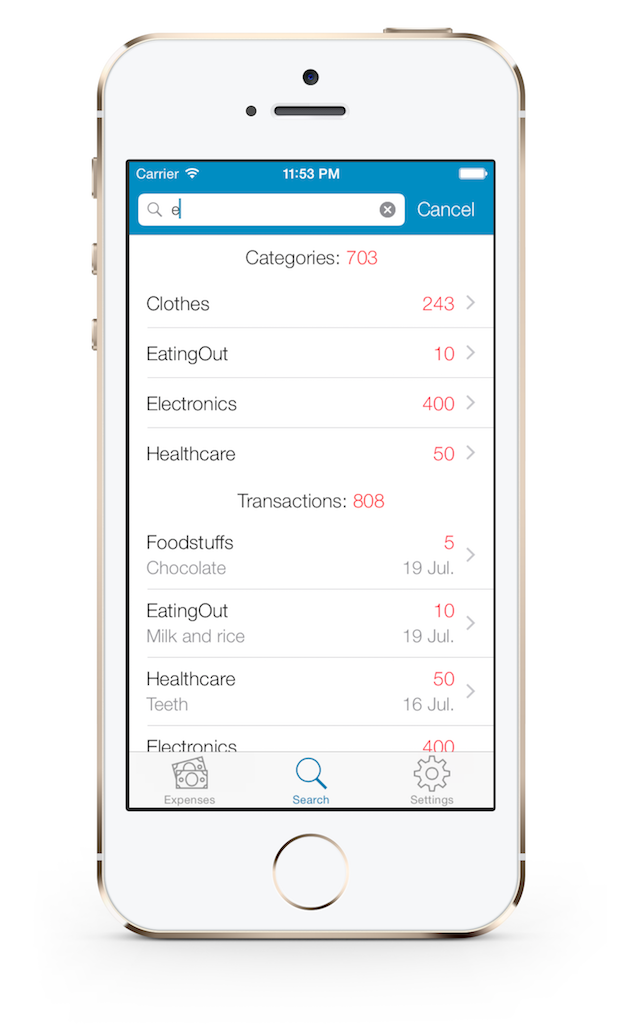 Carrier 11:53 PM
e Cancel
Categories: 703
Clothes 243
EatingOut 10
Electronics 400
Healthcare 50
Transactions: 808
Foodstuffs 5
Chocolate 19 Jul.
EatingOut 10
Milk and rice 19 Jul.
Healthcare 50
Teeth 16 Jul.
Electronics 400
Expenses Search Settings